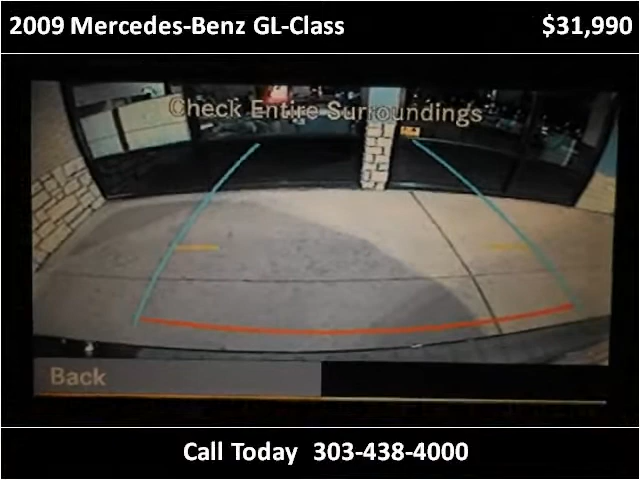 2009 Mercedes-Benz GL-Class $31,990
Check Entire Surroundings
Back
Call Today 303-438-4000